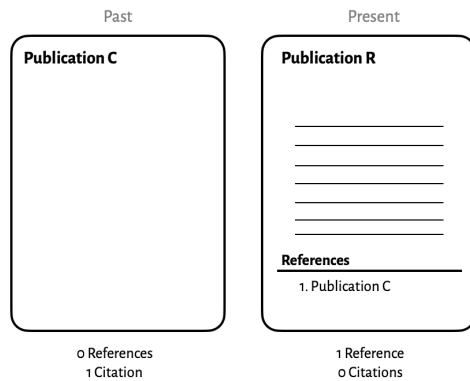 Past
Publication C
0 References
1 Citation
Present
Publication R
References
1. Publication C
1 Reference
0 Citations